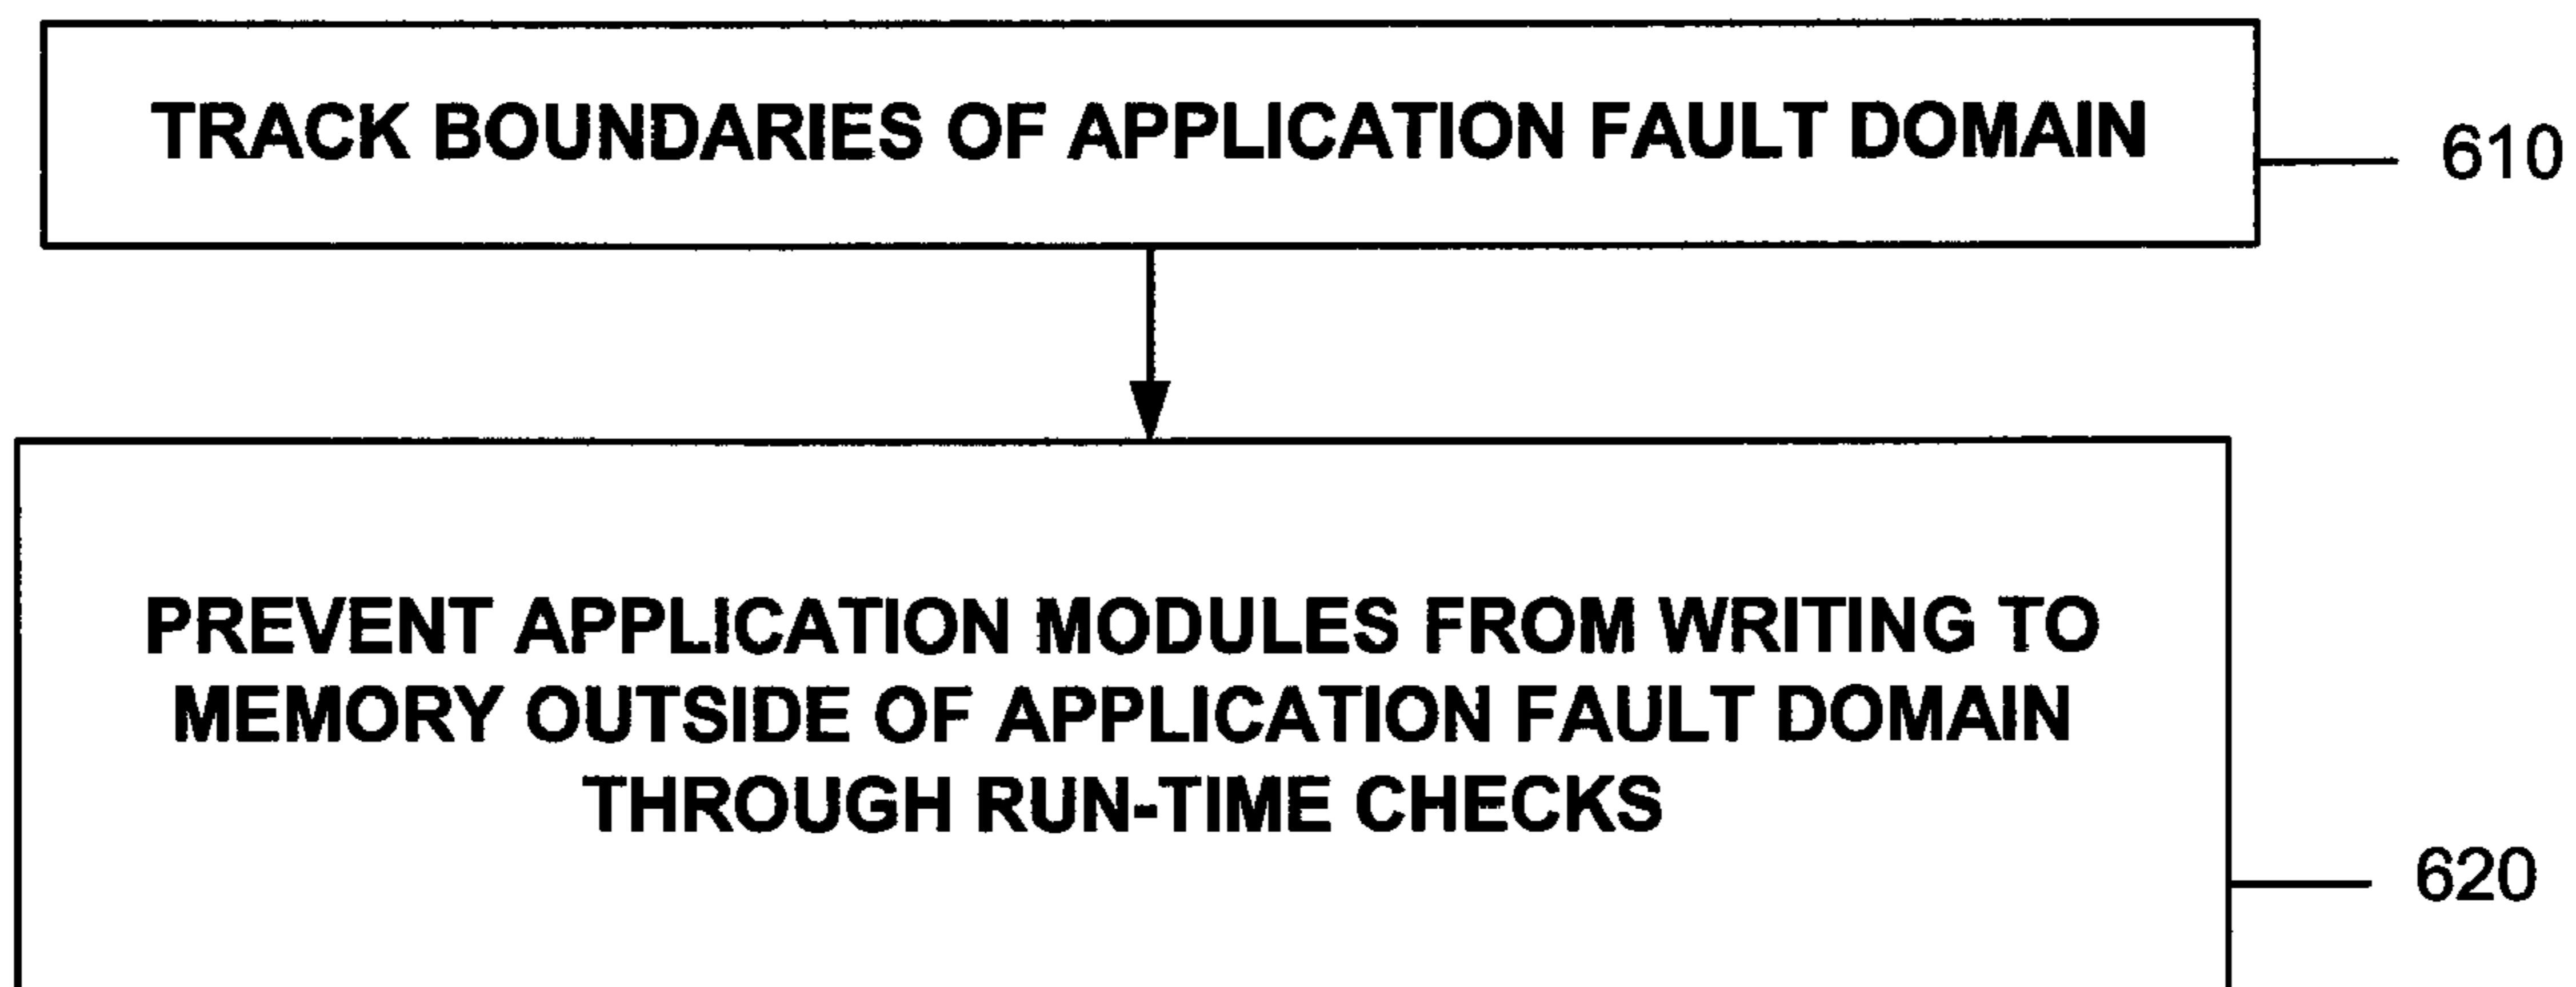 TRACK BOUNDARIES OF APPLICATION FAULT DOMAIN
610
PREVENT APPLICATION MODULES FROM WRITING TO
MEMORY OUTSIDE OF APPLICATION FAULT DOMAIN
THROUGH RUN-TIME CHECKS
620